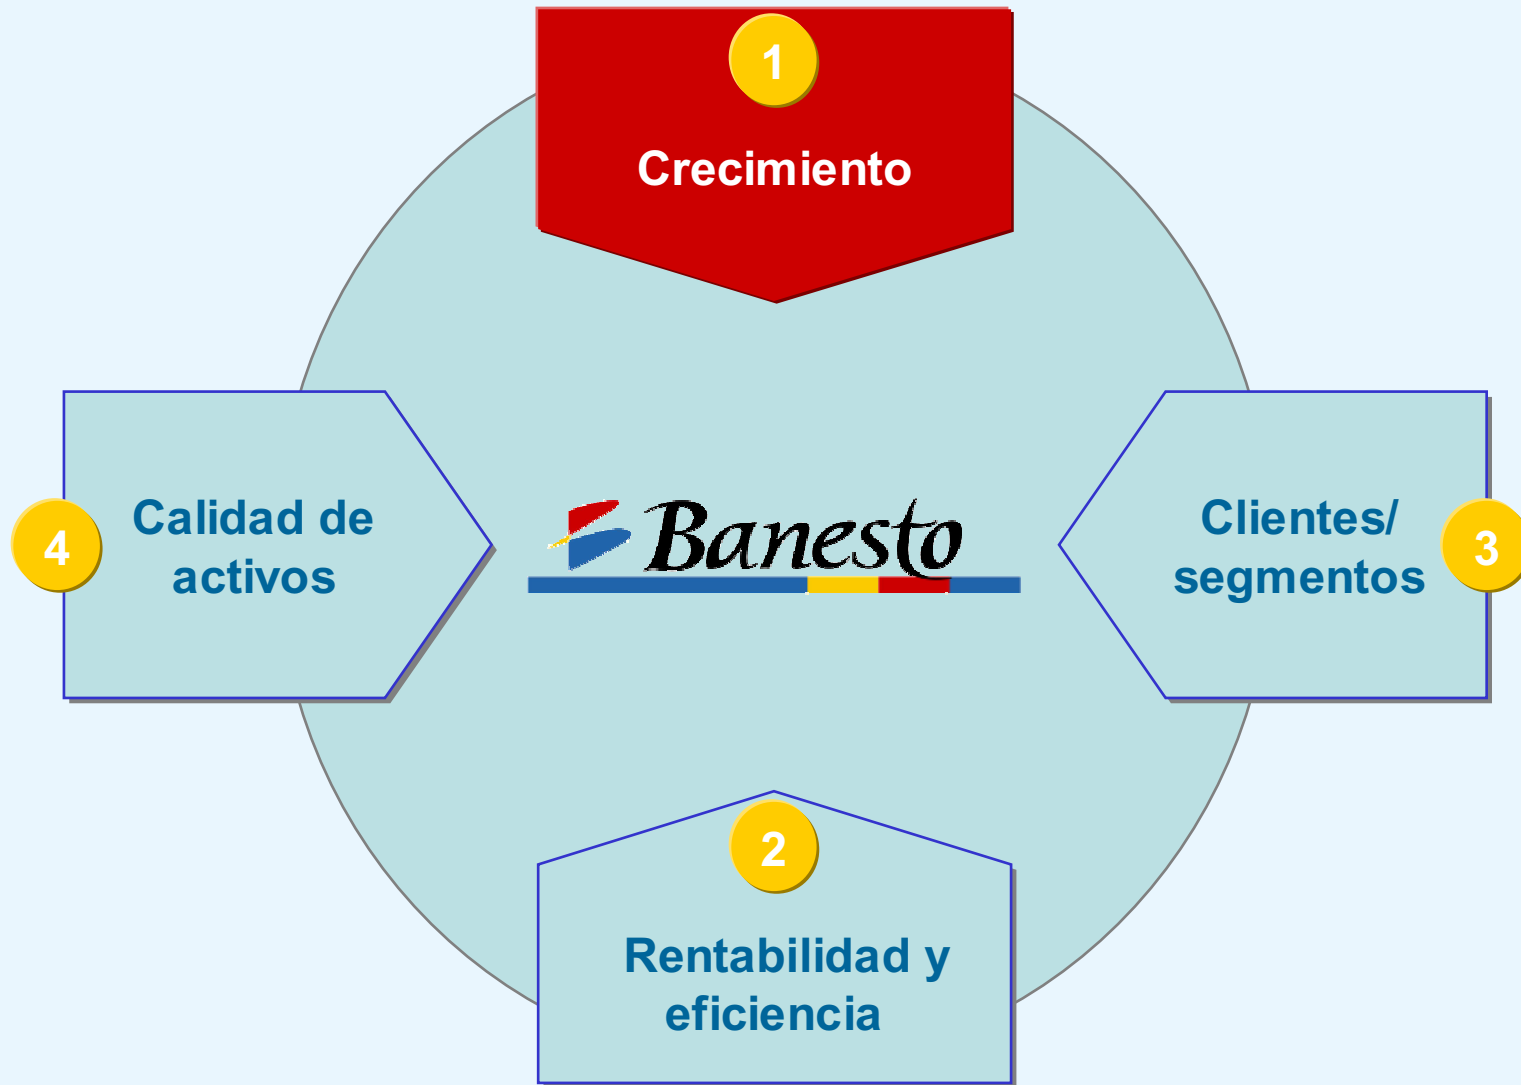 1
Crecimiento
4
Calidad de
activos
Banesto
Clientes/
segmentos
3
2
Rentabilidad y
eficiencia